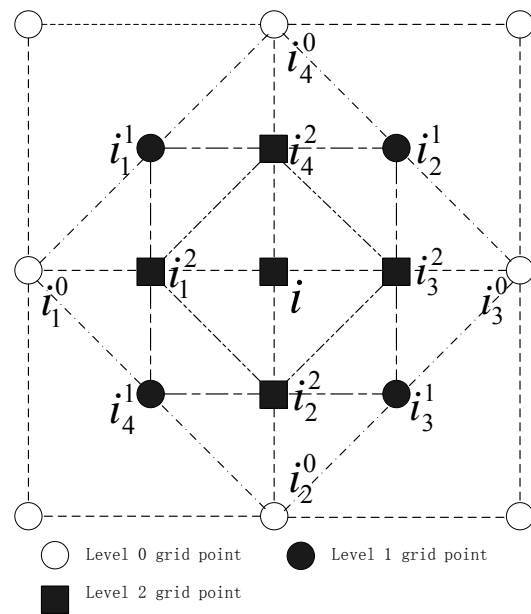 i_4^0
i_1^1 i_4^2 i_2^1
i_1^0 i_1^2 i i_3^2 i_3^0
i_4^1 i_2^2 i_3^1
i_2^0
Level 0 grid point Level 1 grid point
Level 2 grid point